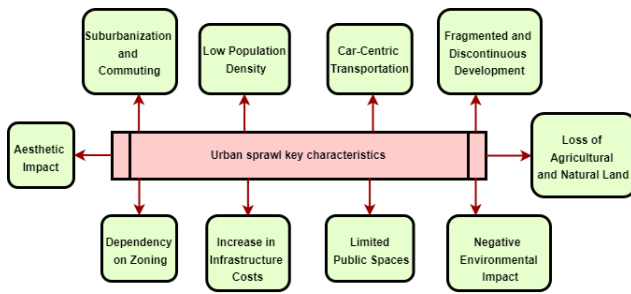 Suburbanization
and
Commuting
Low Population
Density
Car-Centric
Transportation
Fragmented and
Discontinuous
Development
Aesthetic
Impact
Urban sprawl key characteristics
Loss of
Agricultural
and Natural Land
Dependency
on Zoning
Increase in
Infrastructure
Costs
Limited
Public Spaces
Negative
Environmental
Impact